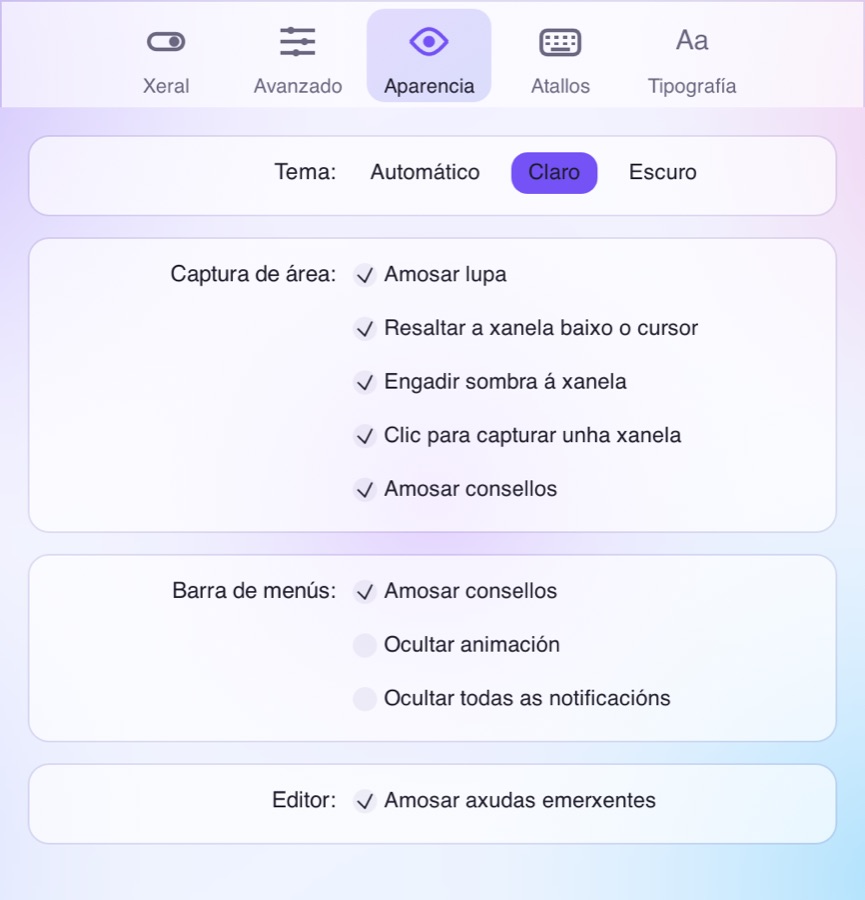 Aa
Xeral Avanzado Aparencia Atallos Tipografía
Tema: Automático Claro Escuro
Captura de área: Amosar lupa
Resaltar a xanela baixo o cursor
Engadir sombra á xanela
Clic para capturar unha xanela
Amosar consellos
Barra de menús: Amosar consellos
Ocultar animación
Ocultar todas as notificacións
Editor: Amosar axudas emerxentes